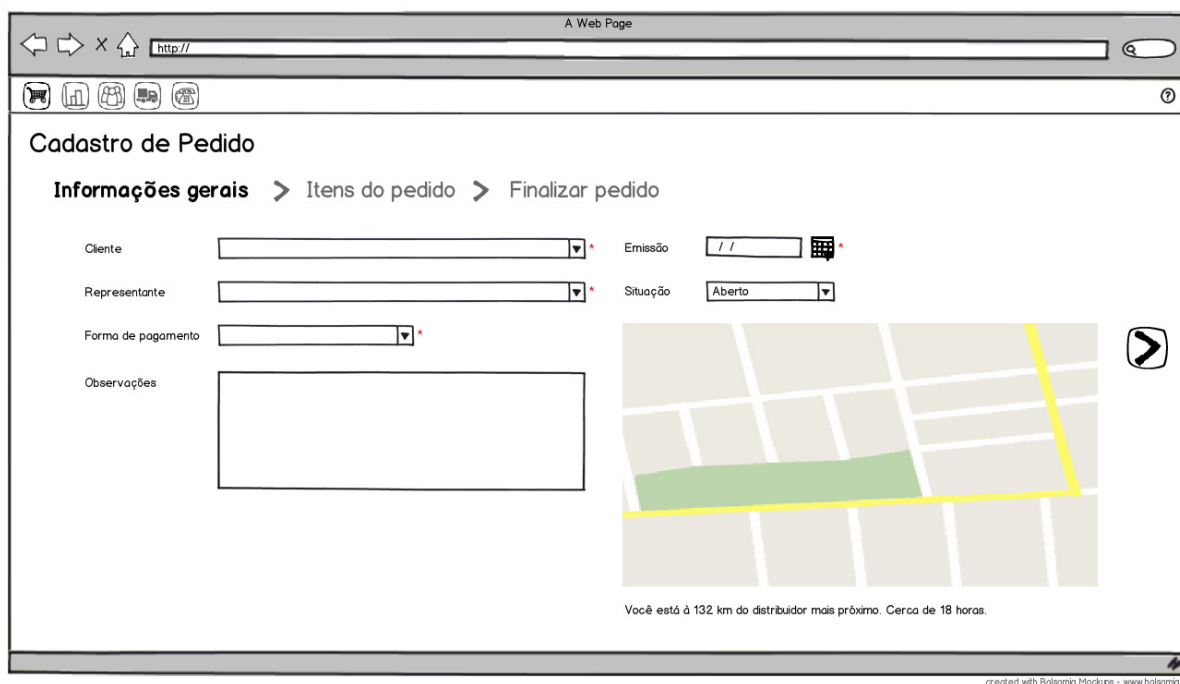 A Web Page
http://
Cadastro de Pedido
Informações gerais > Itens do pedido > Finalizar pedido
Cliente * Emissão / / *
Representante * Situação Aberto
Forma de pagamento *
Observações
Você está à 132 km do distribuidor mais próximo. Cerca de 18 horas.
created with Balsamiq Mockups - www.balsamiq